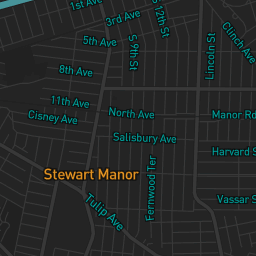 1st Ave
3rd Ave
S 12th St
5th Ave
S 9th St
Clinch Ave
Lincoln St
8th Ave
11th Ave
North Ave
Manor Rd
Cisney Ave
Salisbury Ave
Harvard S
Stewart Manor
Fernwood Ter
Tulip Ave
Vassar S